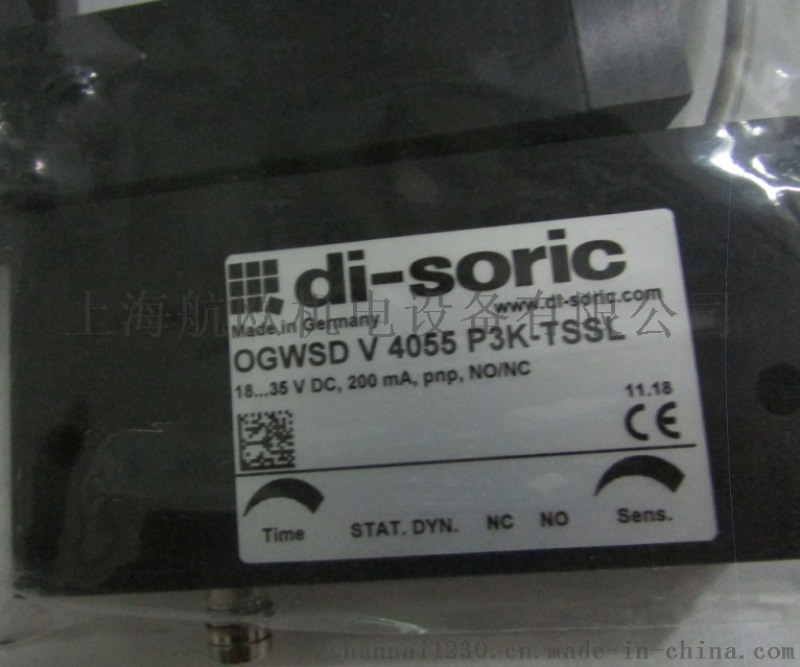 di-soric
www.di-soric.com
Made in Germany
上海航欧机电设备有限公司
OGWSD V 4055 P3K-TSSL
18...35 V DC, 200 mA, pnp, NO/NC
11.18
CE
Time STAT. DYN. NC NO Sens.
https://shannai1230.cn.made-in-china.com